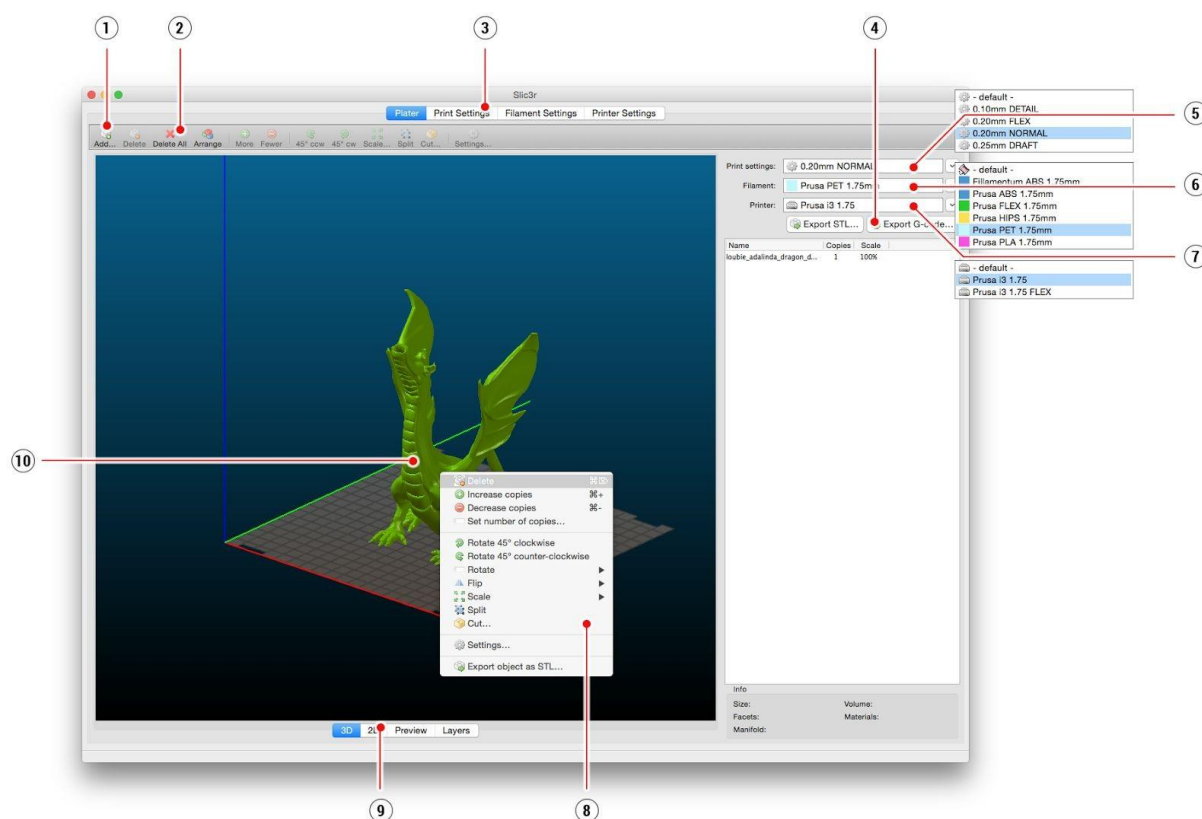 1
2
3
4
Slic3r
Plater Print Settings Filament Settings Printer Settings
Add... Delete Delete All Arrange More Fewer 45° ccw 45° cw Scale... Split Cut... Settings...
- default -
0.10mm DETAIL
0.20mm FLEX
0.20mm NORMAL
0.25mm DRAFT
5
Print settings: 0.20mm NORMAL
Filament: Prusa PET 1.75mm
Printer: Prusa i3 1.75
Export STL... Export G-code...
- default -
Fillamentum ABS 1.75mm
Prusa ABS 1.75mm
Prusa FLEX 1.75mm
Prusa HIPS 1.75mm
Prusa PET 1.75mm
Prusa PLA 1.75mm
6
7
- default -
Prusa i3 1.75
Prusa i3 1.75 FLEX
Name Copies Scale
loubie_adalinda_dragon_d... 1 100%
10
Delete ⌘⌦
Increase copies ⌘+
Decrease copies ⌘-
Set number of copies...
Rotate 45° clockwise
Rotate 45° counter-clockwise
Rotate
Flip
Scale
Split
Cut...
Settings...
Export object as STL...
Info
Size: Volume:
Facets: Materials:
Manifold:
3D 2D Preview Layers
9
8